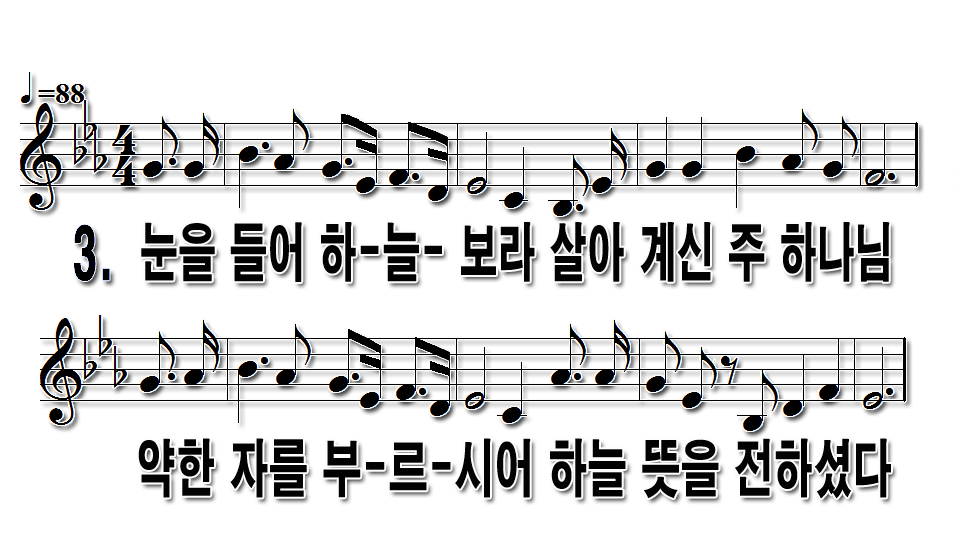 ♩=88
3. 눈을 들어 하-늘- 보라 살아 계신 주 하나님
약한 자를 부-르-시어 하늘 뜻을 전하셨다